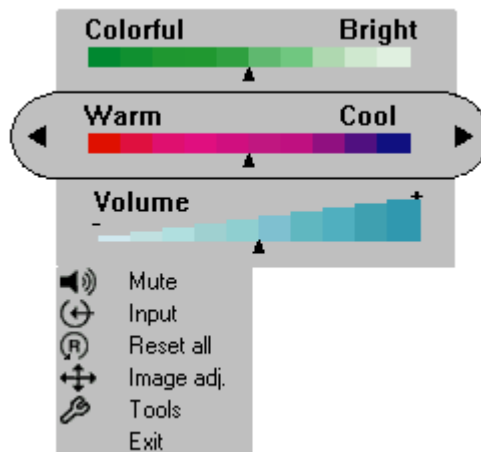 Colorful Bright
Warm Cool
Volume
- +
Mute
Input
R Reset all
Image adj.
Tools
Exit